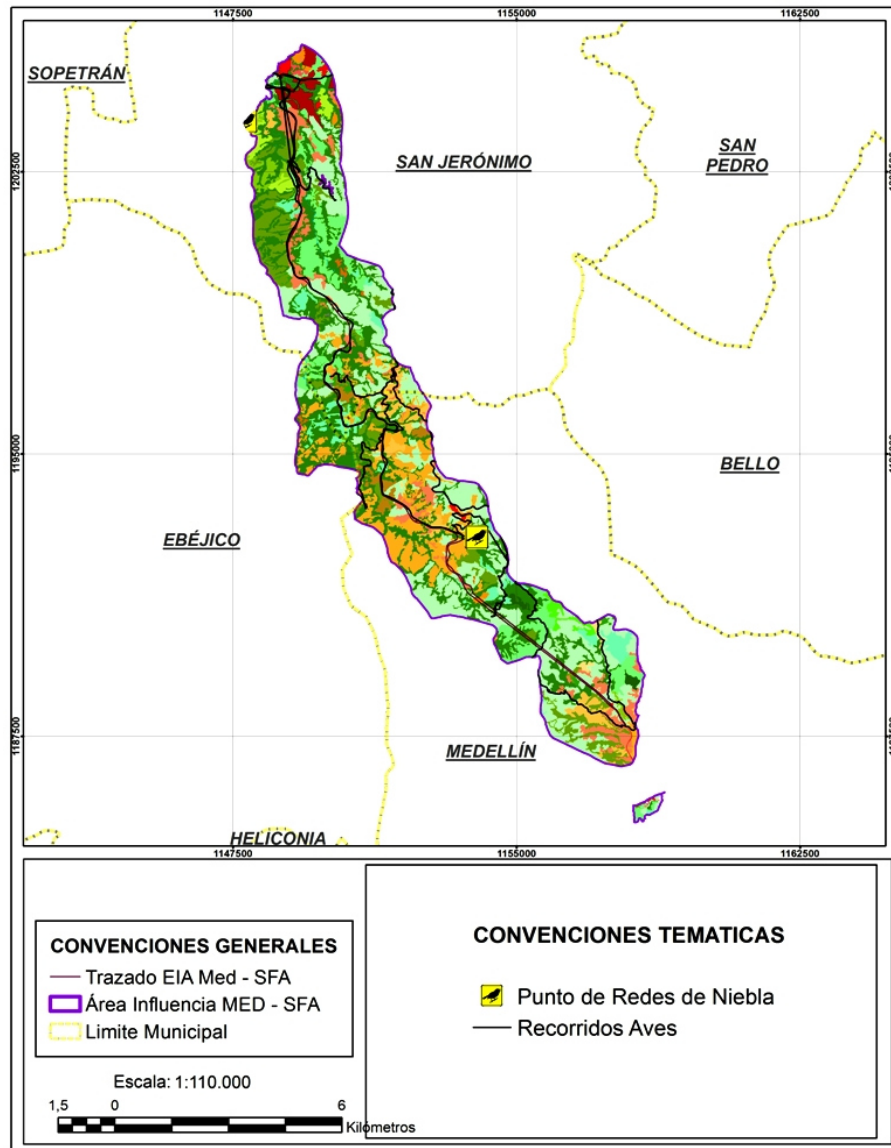 1147500
1155000
1162500
SOPETRÁN
SAN JERÓNIMO
SAN
PEDRO
1202500
1195000
BELLO
EBÉJICO
1187500
MEDELLÍN
HELICONIA
1147500
1155000
1162500
CONVENCIONES GENERALES
Trazado EIA Med - SFA
Área Influencia MED - SFA
Limite Municipal
Escala: 1:110.000
1,5 0 6
Kilómetros
CONVENCIONES TEMATICAS
Punto de Redes de Niebla
Recorridos Aves